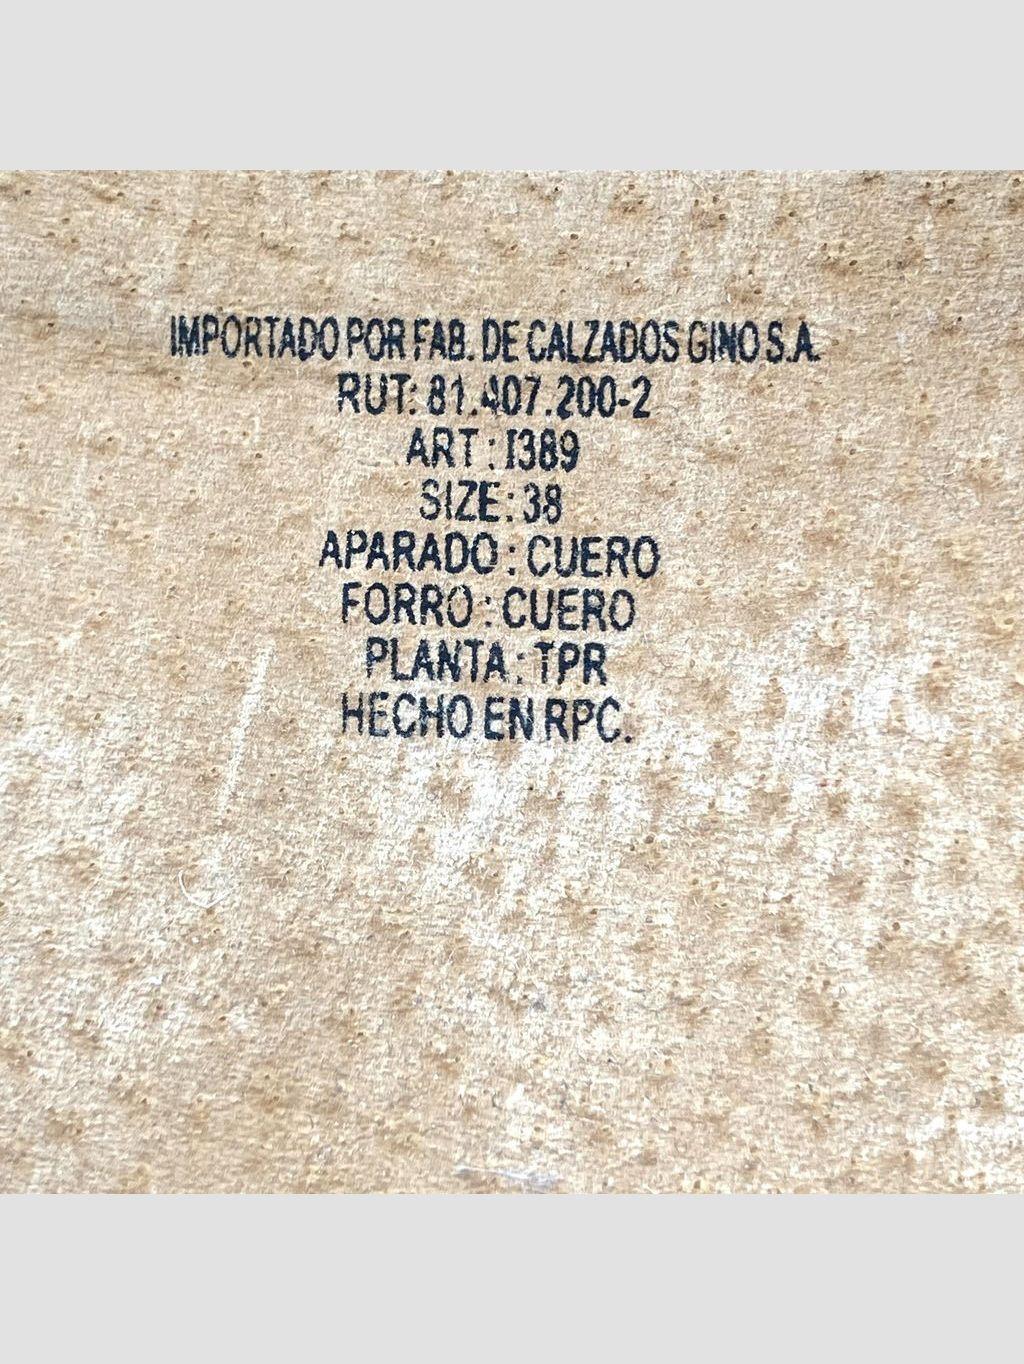 IMPORTADO POR FAB. DE CALZADOS GINO S.A.
RUT: 81.407.200-2
ART : I389
SIZE : 38
APARADO : CUERO
FORRO : CUERO
PLANTA : TPR
HECHO EN RPC.